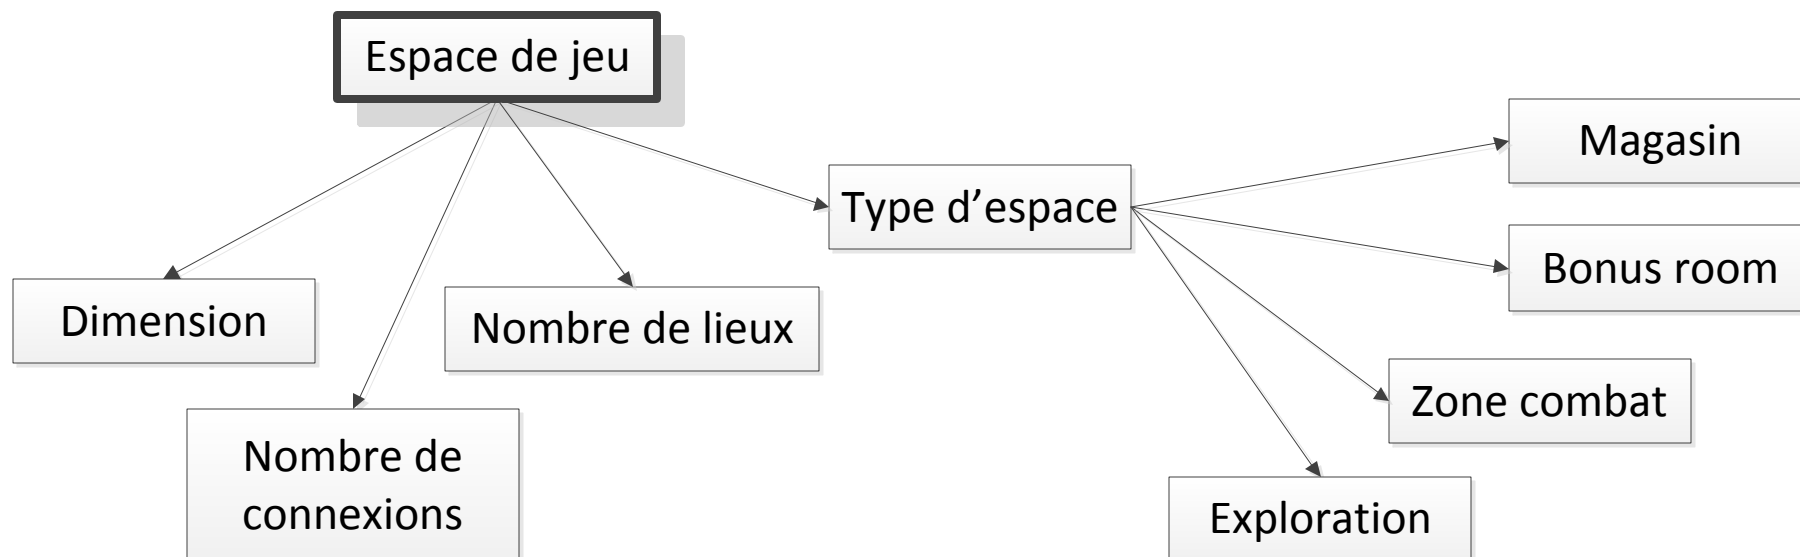 Espace de jeu
Magasin
Type d’espace
Bonus room
Dimension
Nombre de lieux
Zone combat
Nombre de
connexions
Exploration